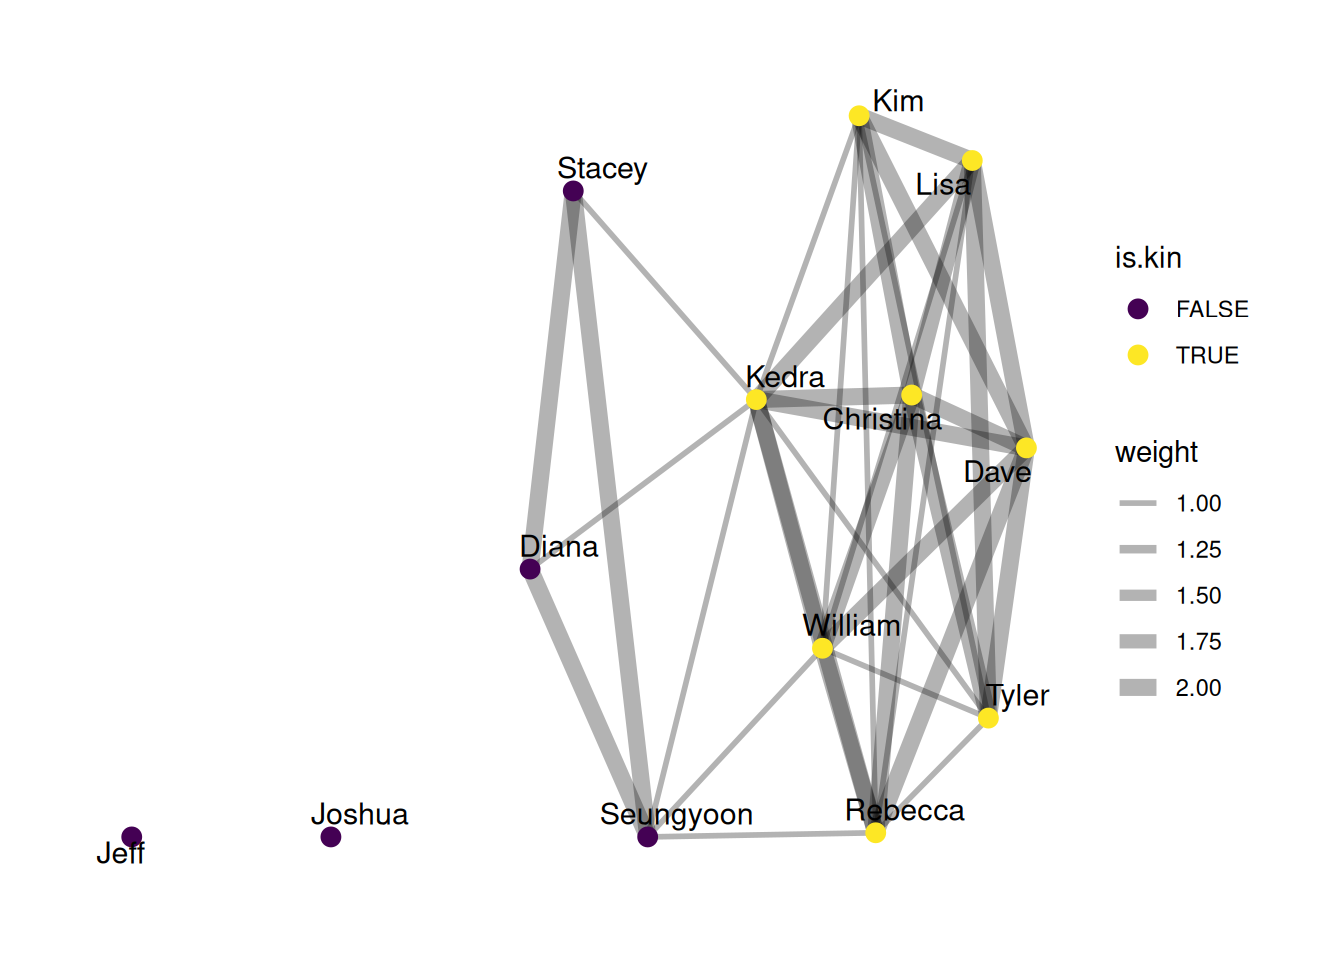 Kim
Stacey
Lisa
Kedra
Christina
Dave
Diana
William
Tyler
Jeff
Joshua
Seungyoon
Rebecca
is.kin
FALSE
TRUE
weight
1.00
1.25
1.50
1.75
2.00